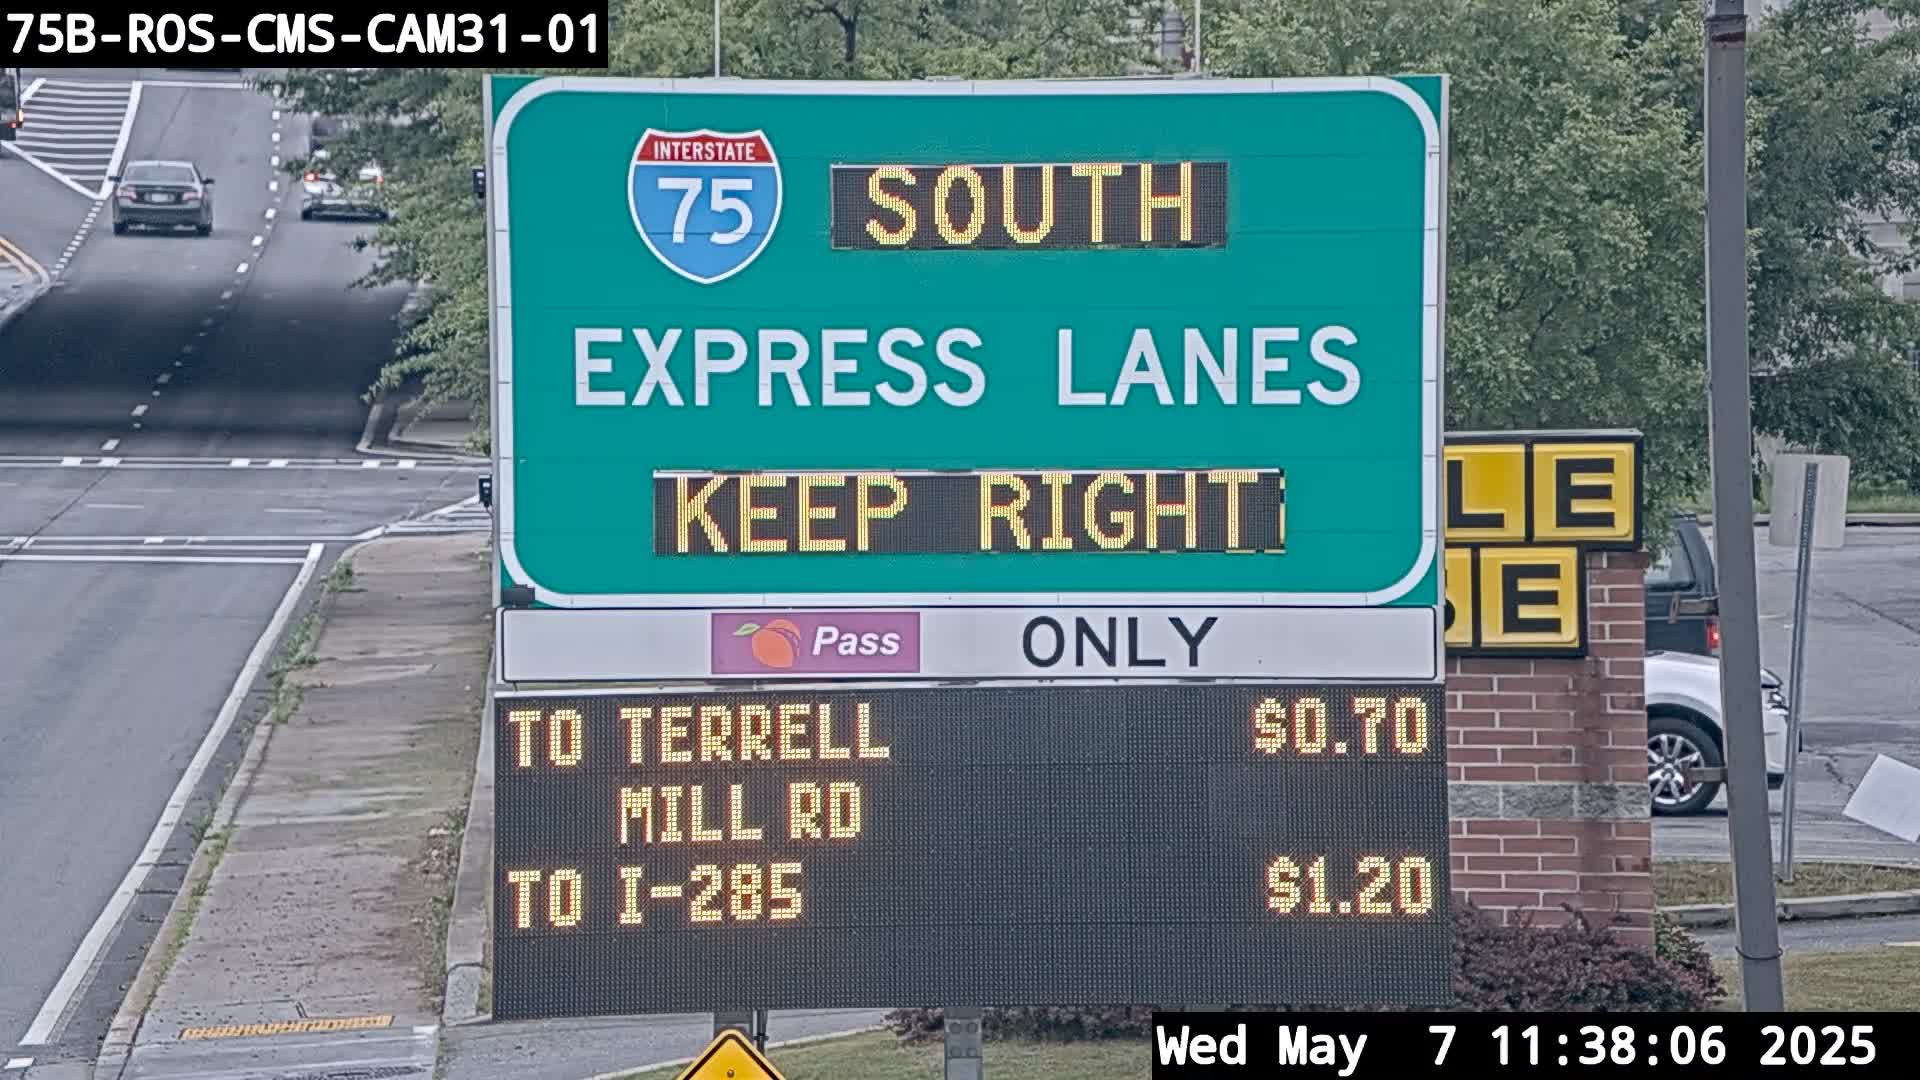 75B-ROS-CMS-CAM31-01
INTERSTATE
75
SOUTH
EXPRESS LANES
KEEP RIGHT
Pass ONLY
TO TERRELL $0.70
MILL RD
TO I-285 $1.20
LE
E
Wed May 7 11:38:06 2025